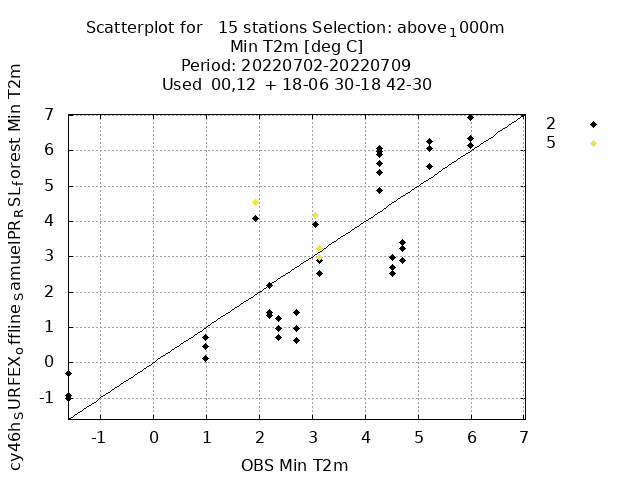 Scatterplot for 15 stations Selection: above₁000m
Min T2m [deg C]
Period: 20220702-20220709
Used 00,12 + 18-06 30-18 42-30
cy46hₛURFEXₒfflineₛamuelPR_RSL_forest Min T2m
7
6
5
4
3
2
1
0
-1
-1 0 1 2 3 4 5 6 7
OBS Min T2m
2
5